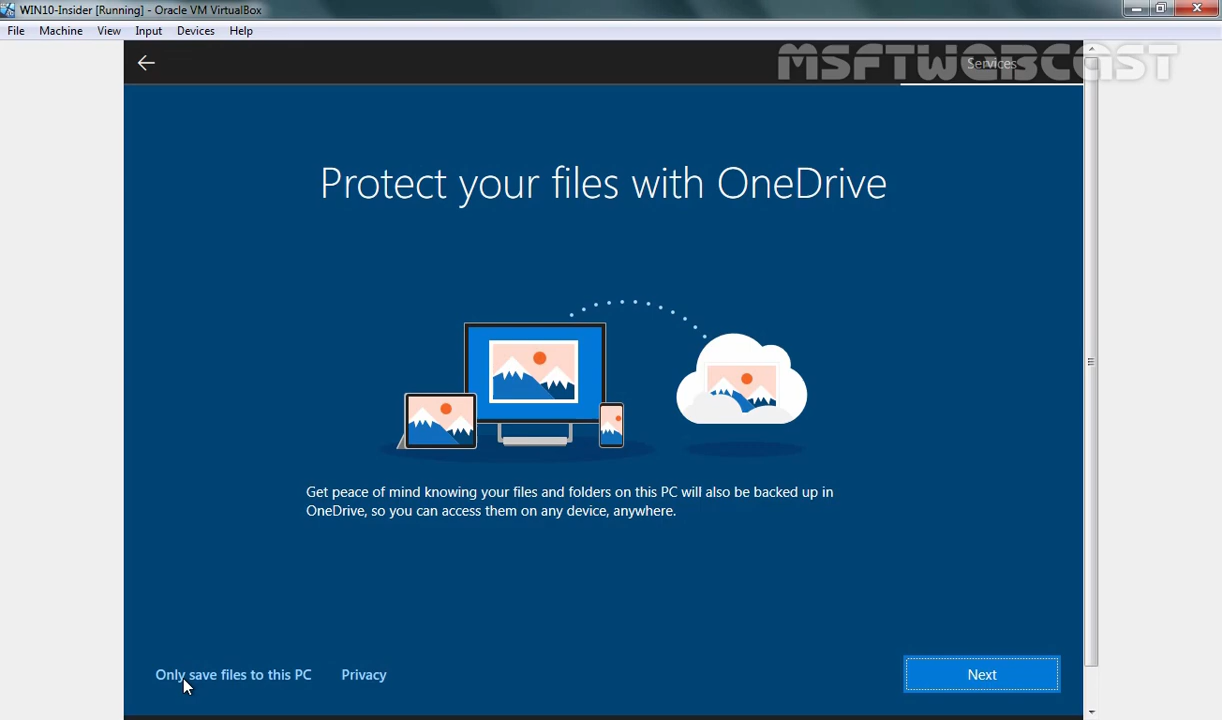 WIN10-Insider [Running] - Oracle VM VirtualBox
File Machine View Input Devices Help
MSFTWEBCAST
Services
Protect your files with OneDrive
Get peace of mind knowing your files and folders on this PC will also be backed up in
OneDrive, so you can access them on any device, anywhere.
Only save files to this PC Privacy Next